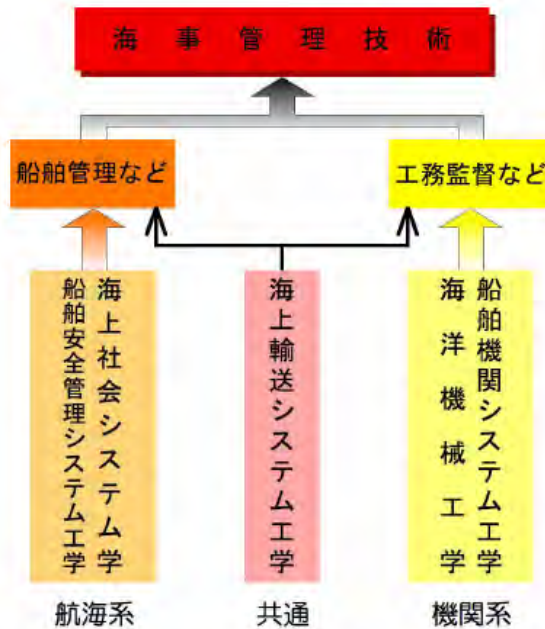 海事管理技術
船舶管理など
工務監督など
海上社会システム学
船舶安全管理システム工学
海上輸送システム工学
船舶機関システム工学
海洋機械工学
航海系
共通
機関系